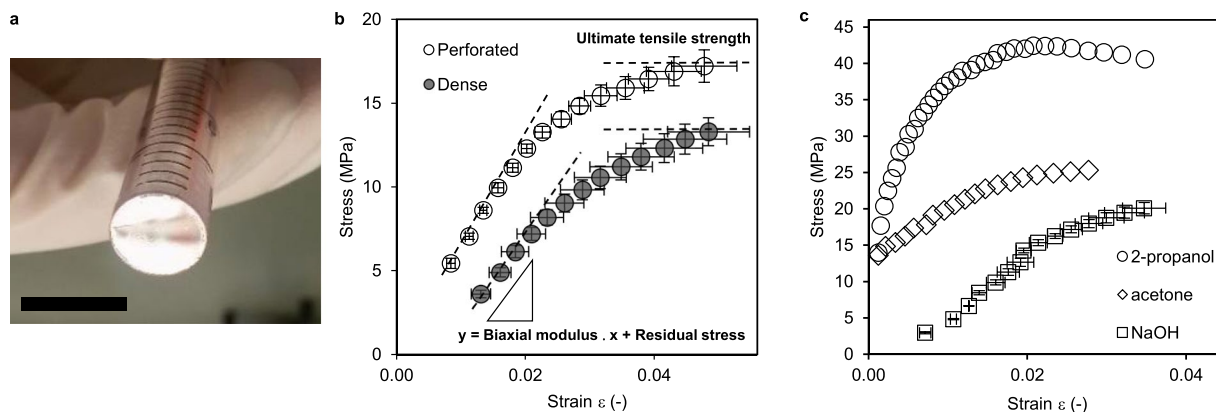 a
b
20
15
10
5
0
0.00
0.02
0.04
Stress (MPa)
Strain ε (-)
Perforated
Dense
Ultimate tensile strength
y = Biaxial modulus . x + Residual stress
c
45
40
35
30
25
20
15
10
5
0
0.00
0.02
0.04
Stress (MPa)
Strain ε (-)
2-propanol
acetone
NaOH